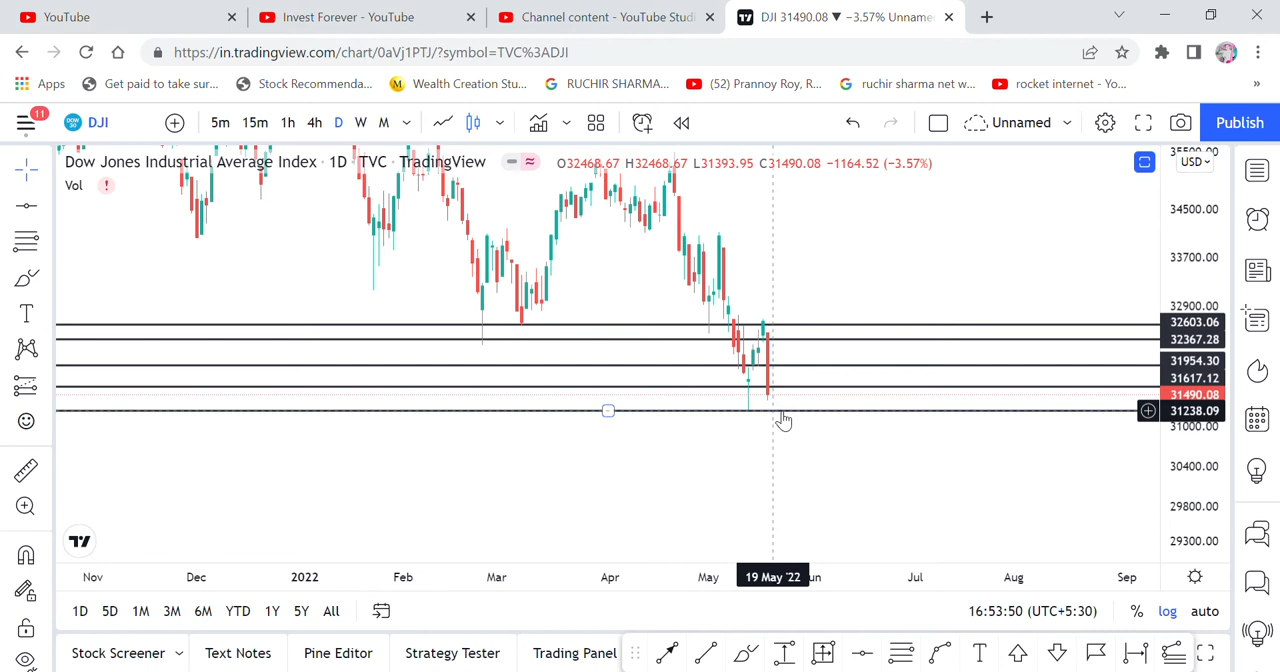 YouTube
Invest Forever - YouTube
Channel content - YouTube Studi
DJI 31490.08 ▼ −3.57% Unname
https://in.tradingview.com/chart/0aVj1PTJ/?symbol=TVC%3ADJI
Apps
Get paid to take sur...
Stock Recommenda...
Wealth Creation Stu...
RUCHIR SHARMA...
(52) Prannoy Roy, R...
ruchir sharma net w...
rocket internet - Yo...
»
11
DJI
5m 15m 1h 4h D W M
Unnamed
Publish
Dow Jones Industrial Average Index · 1D · TVC · TradingView
O32468.67 H32468.67 L31393.95 C31490.08 −1164.52 (−3.57%)
USD
Vol
35500.00
34500.00
33700.00
32900.00
32603.06
32367.28
31954.30
31617.12
31490.08
31238.09
31000.00
30400.00
29800.00
29300.00
Nov Dec 2022 Feb Mar Apr May 19 May '22 un Jul Aug Sep
1D 5D 1M 3M 6M YTD 1Y 5Y All
16:53:50 (UTC+5:30) % log auto
Stock Screener Text Notes Pine Editor Strategy Tester Trading Panel